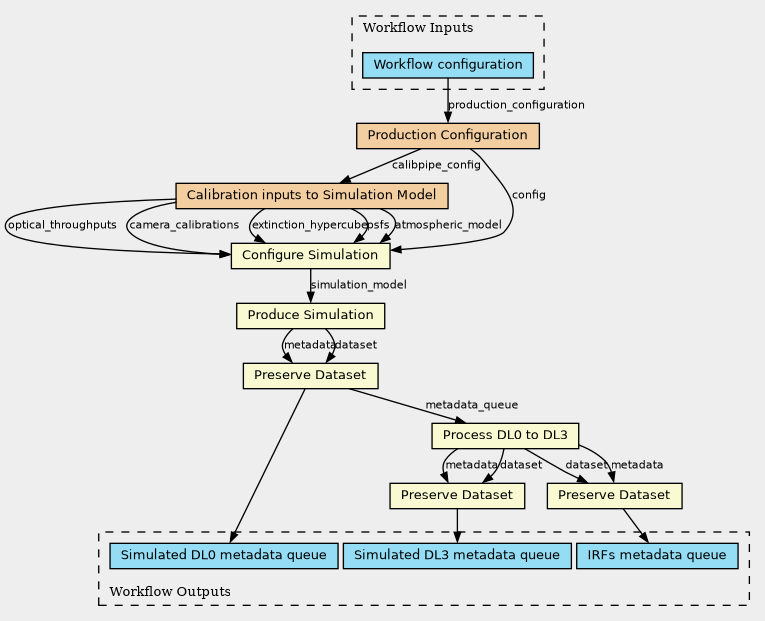 Workflow Inputs
Workflow configuration
production_configuration
Production Configuration
calibpipe_config
Calibration inputs to Simulation Model
config
optical_throughputs
camera_calibrations
extinction_hypercube
psfs
atmospheric_model
Configure Simulation
simulation_model
Produce Simulation
metadata
dataset
Preserve Dataset
metadata_queue
Process DL0 to DL3
metadata
dataset
dataset
metadata
Preserve Dataset
Preserve Dataset
Simulated DL0 metadata queue
Simulated DL3 metadata queue
IRFs metadata queue
Workflow Outputs